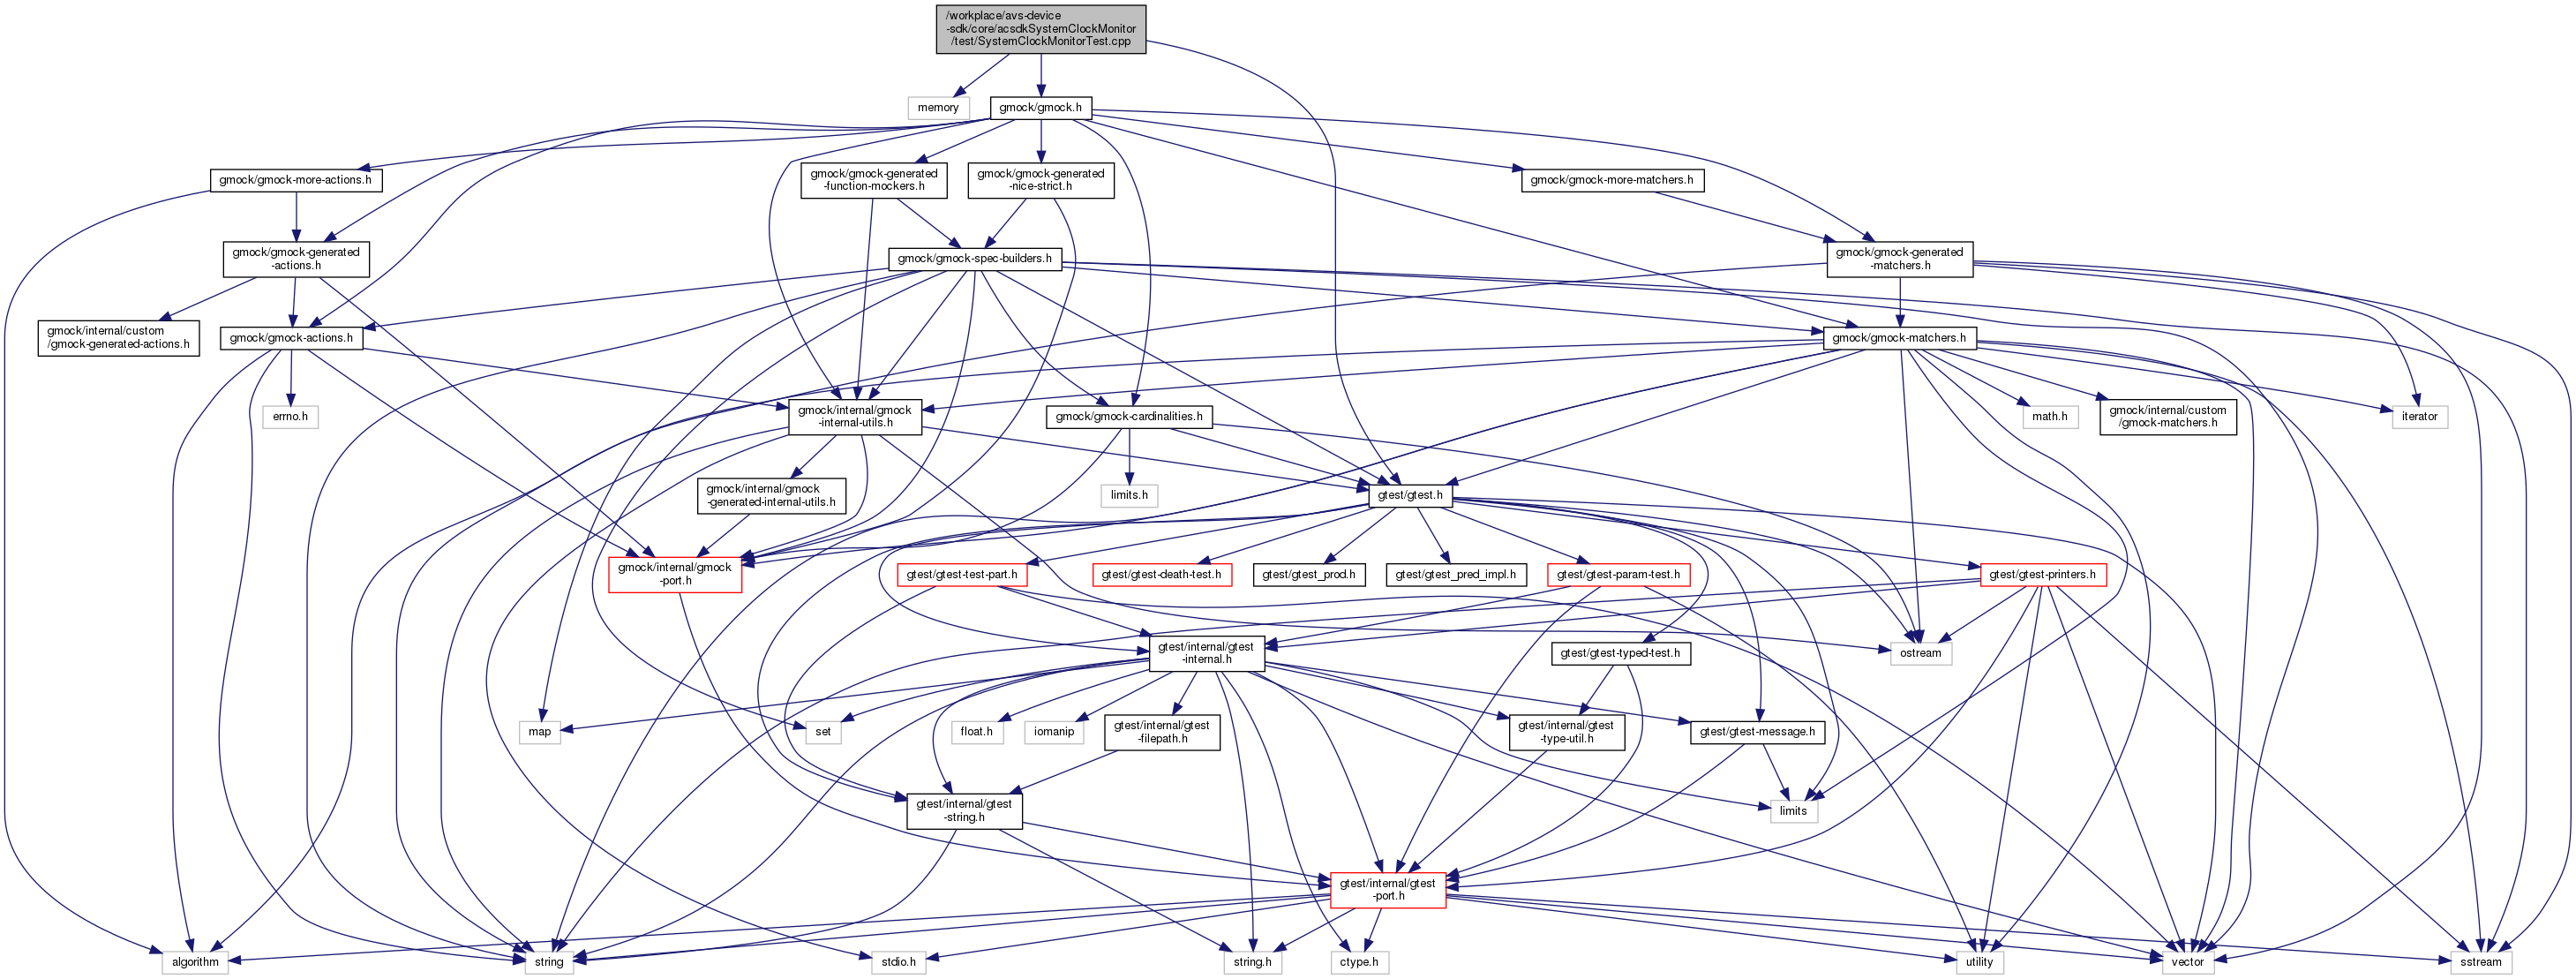 /workplace/avs-device
-sdk/core/acsdkSystemClockMonitor
/test/SystemClockMonitorTest.cpp
memory
gmock/gmock.h
gmock/gmock-more-actions.h
gmock/gmock-generated
-function-mockers.h
gmock/gmock-generated
-nice-strict.h
gmock/gmock-more-matchers.h
gmock/gmock-generated
-actions.h
gmock/gmock-spec-builders.h
gmock/gmock-generated
-matchers.h
gmock/internal/custom
/gmock-generated-actions.h
gmock/gmock-actions.h
gmock/gmock-matchers.h
errno.h
gmock/internal/gmock
-internal-utils.h
gmock/gmock-cardinalities.h
math.h
gmock/internal/custom
/gmock-matchers.h
iterator
gmock/internal/gmock
-generated-internal-utils.h
limits.h
gtest/gtest.h
gmock/internal/gmock
-port.h
gtest/gtest-test-part.h
gtest/gtest-death-test.h
gtest/gtest_prod.h
gtest/gtest_pred_impl.h
gtest/gtest-param-test.h
gtest/gtest-printers.h
gtest/internal/gtest
-internal.h
gtest/gtest-typed-test.h
ostream
map
set
float.h
iomanip
gtest/internal/gtest
-filepath.h
gtest/internal/gtest
-type-util.h
gtest/gtest-message.h
gtest/internal/gtest
-string.h
limits
gtest/internal/gtest
-port.h
algorithm
string
stdio.h
string.h
ctype.h
utility
vector
sstream